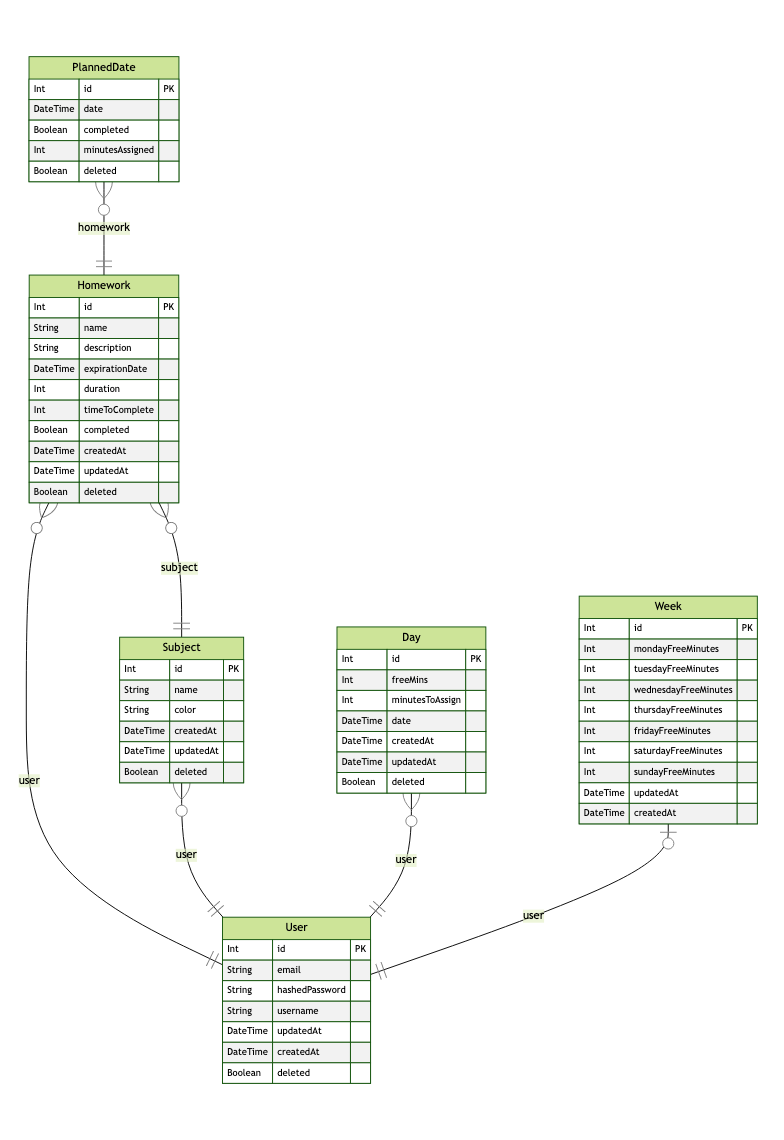 PlannedDate
Int id PK
DateTime date
Boolean completed
Int minutesAssigned
Boolean deleted
homework
Homework
Int id PK
String name
String description
DateTime expirationDate
Int duration
Int timeToComplete
Boolean completed
DateTime createdAt
DateTime updatedAt
Boolean deleted
subject
Subject
Int id PK
String name
String color
DateTime createdAt
DateTime updatedAt
Boolean deleted
Day
Int id PK
Int freeMins
Int minutesToAssign
DateTime date
DateTime createdAt
DateTime updatedAt
Boolean deleted
Week
Int id PK
Int mondayFreeMinutes
Int tuesdayFreeMinutes
Int wednesdayFreeMinutes
Int thursdayFreeMinutes
Int fridayFreeMinutes
Int saturdayFreeMinutes
Int sundayFreeMinutes
DateTime updatedAt
DateTime createdAt
user
user
user
user
User
Int id PK
String email
String hashedPassword
String username
DateTime updatedAt
DateTime createdAt
Boolean deleted